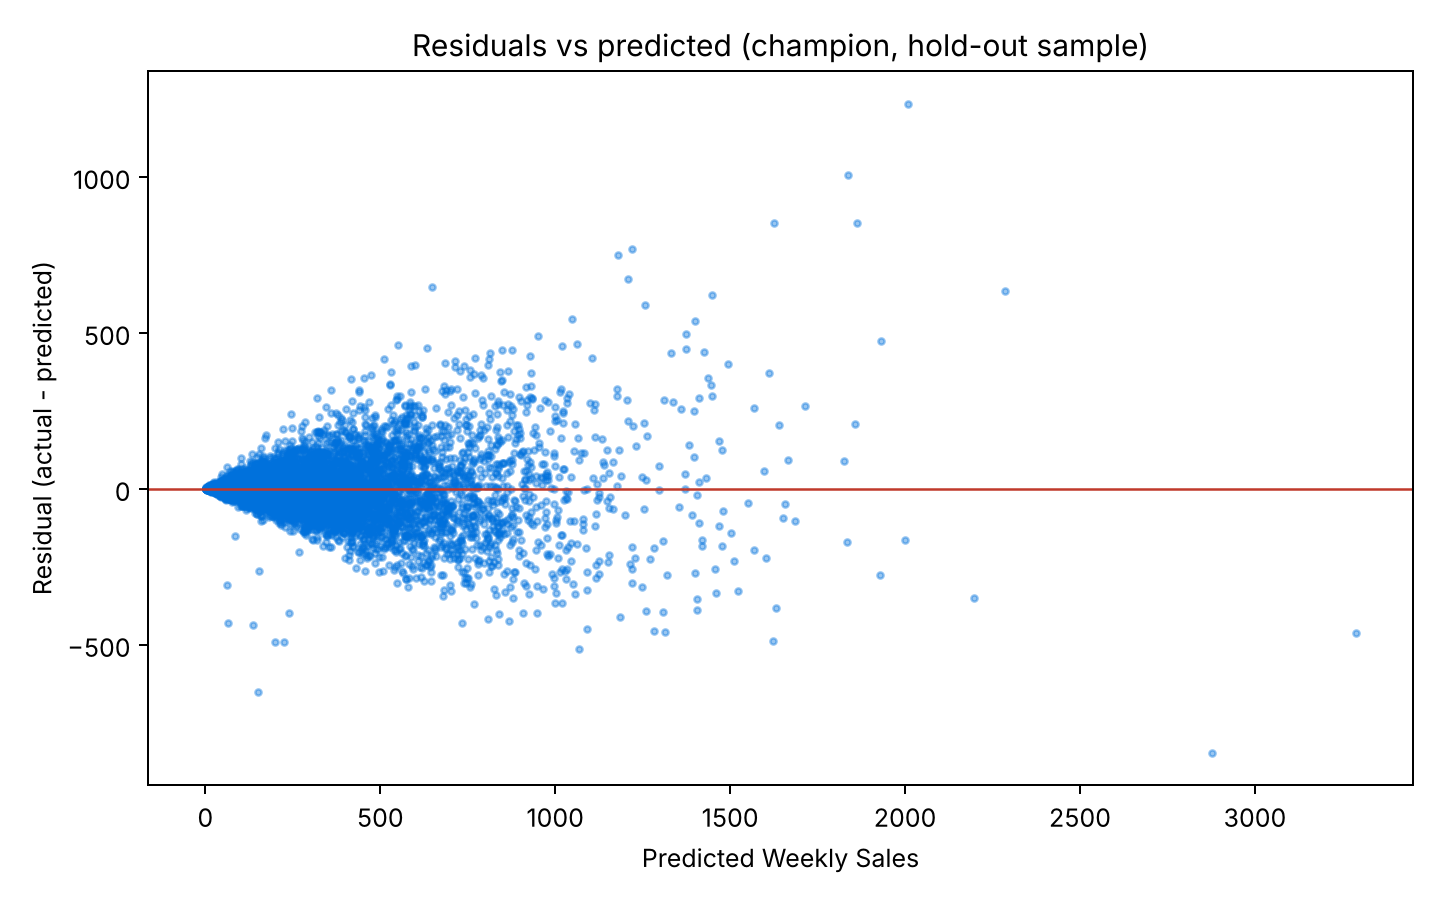 Residuals vs predicted (champion, hold-out sample)
1000
500
0
−500
Residual (actual - predicted)
0 500 1000 1500 2000 2500 3000
Predicted Weekly Sales